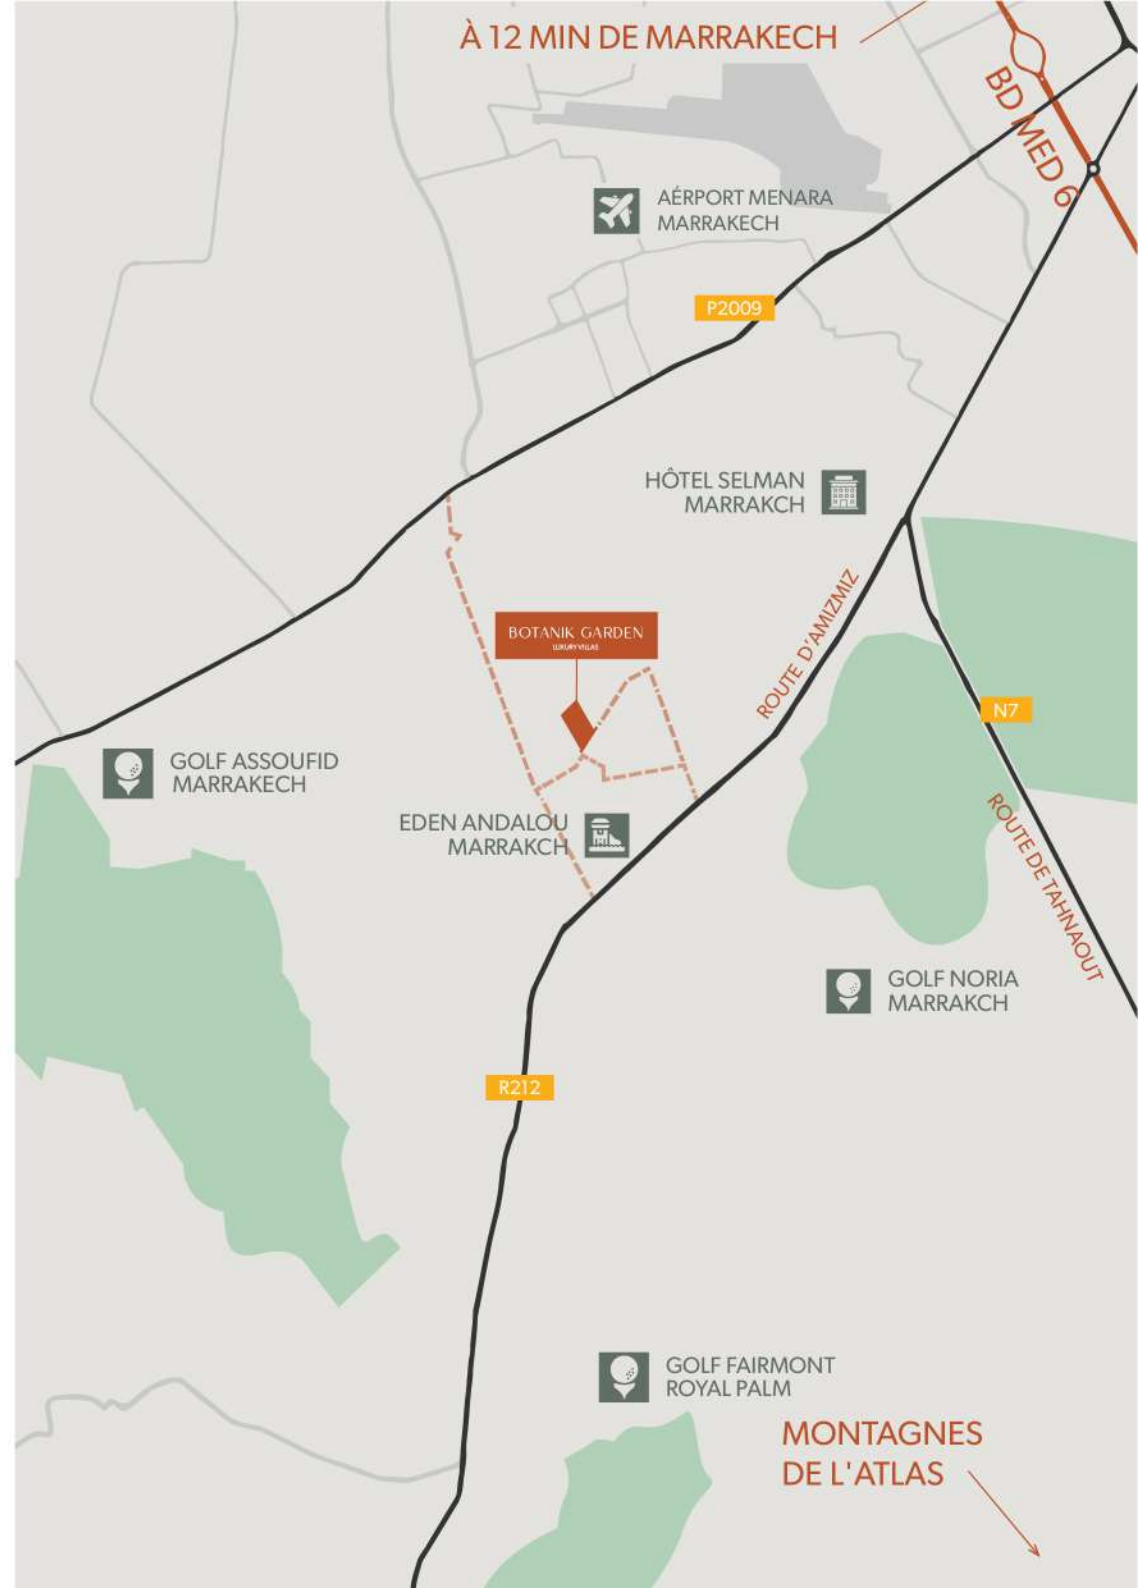 À 12 MIN DE MARRAKECH
BD MED 6
AÉRPORT MENARA
MARRAKECH
P2009
HÔTEL SELMAN
MARRAKCH
ROUTE D'AMIZMIZ
BOTANIK GARDEN
LUXURY VILLAS
N7
GOLF ASSOUFID
MARRAKECH
EDEN ANDALOU
MARRAKCH
ROUTE DE TAHNAOUT
GOLF NORIA
MARRAKCH
R212
GOLF FAIRMONT
ROYAL PALM
MONTAGNES
DE L'ATLAS